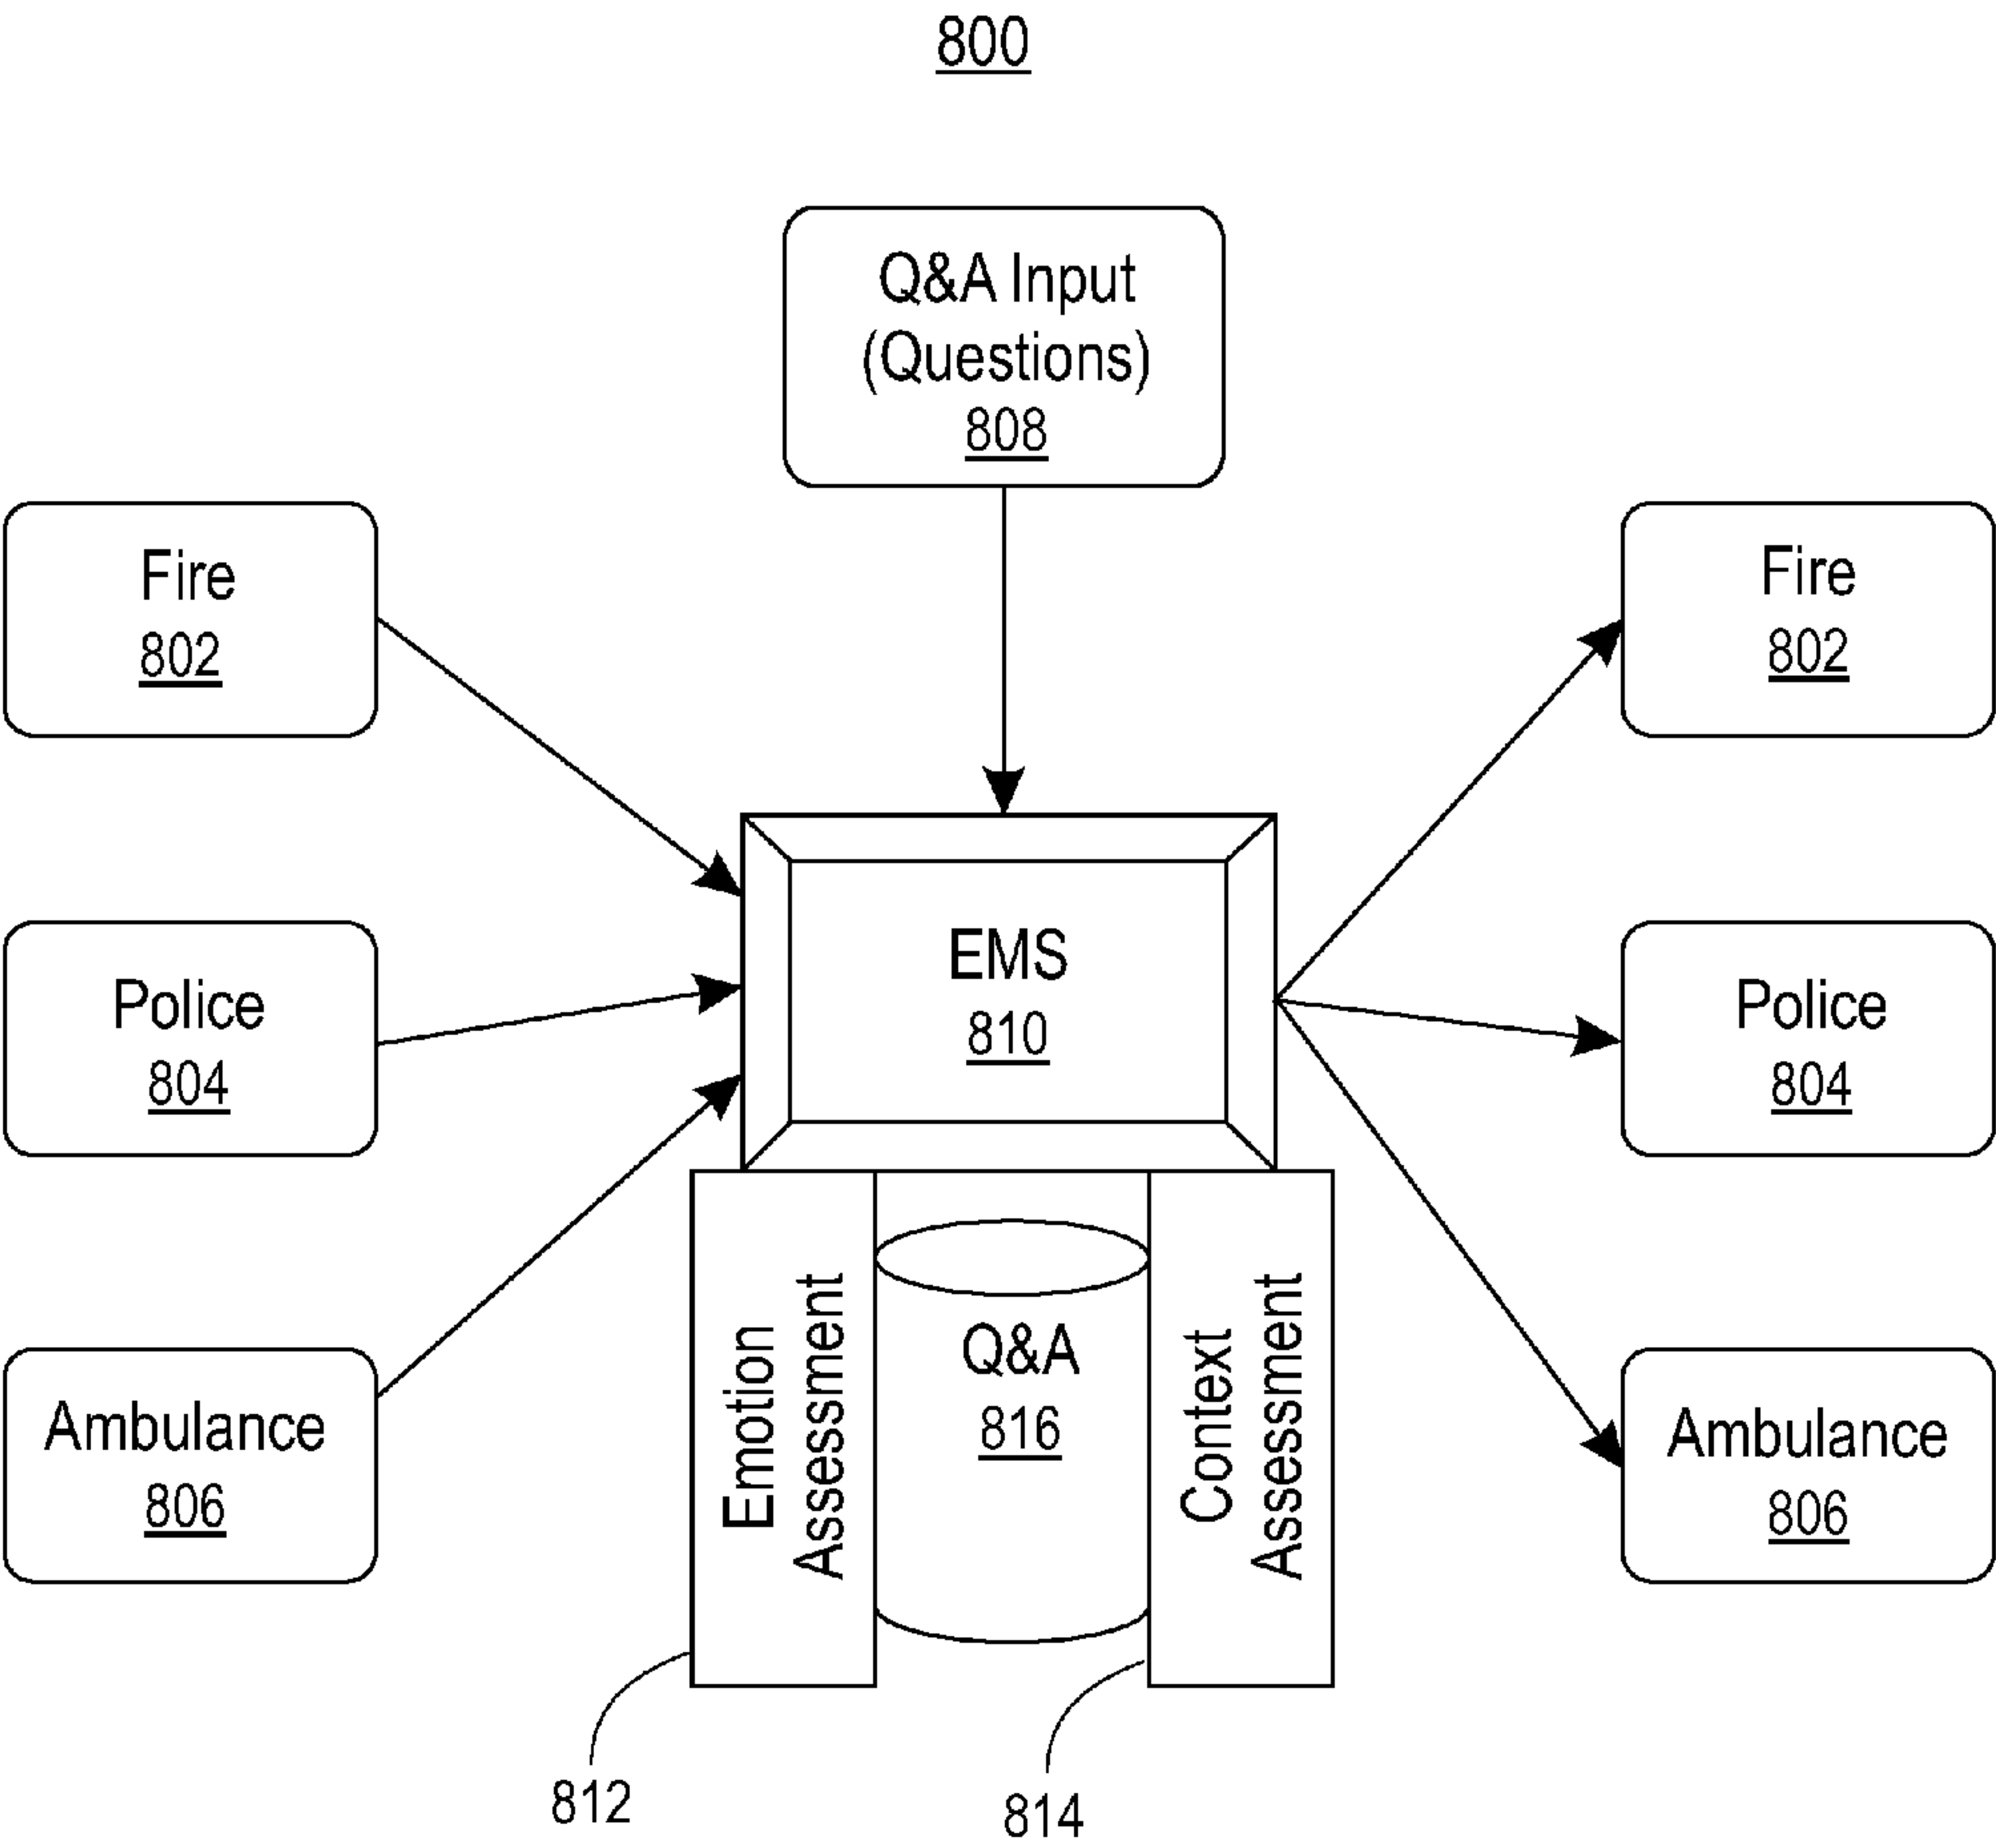 800
Q&A Input
(Questions)
808
Fire
802
Fire
802
EMS
810
Police
804
Police
804
Ambulance
806
Ambulance
806
Emotion
Assessment
Q&A
816
Context
Assessment
812
814